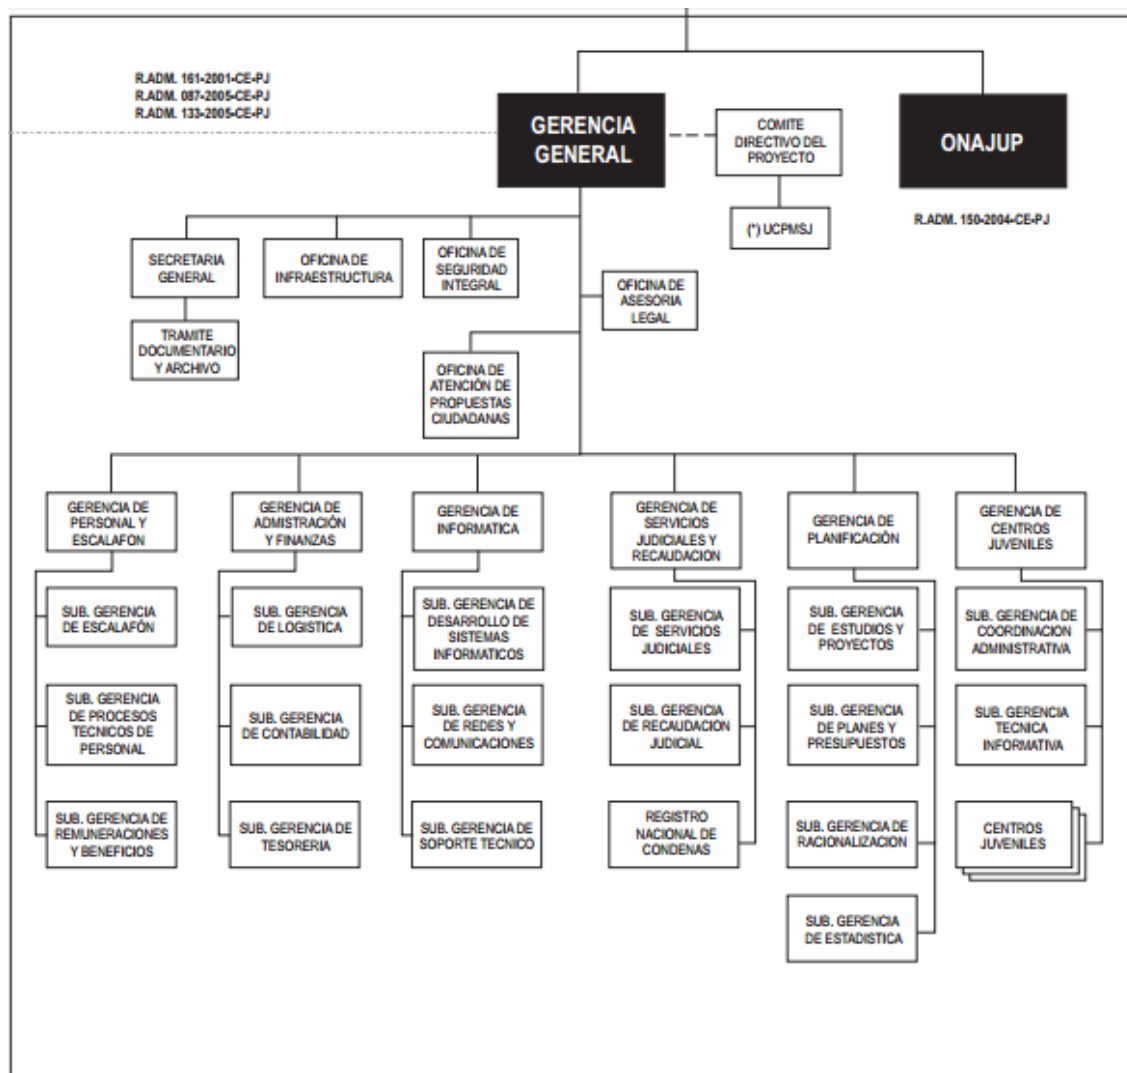 R.ADM. 161-2001-CE-PJ
R.ADM. 087-2005-CE-PJ
R.ADM. 133-2005-CE-PJ
GERENCIA
GENERAL
COMITE
DIRECTIVO DEL
PROYECTO
ONAJUP
(*) UCPMSJ
R.ADM. 150-2004-CE-PJ
SECRETARIA
GENERAL
OFICINA DE
INFRAESTRUCTURA
OFICINA DE
SEGURIDAD
INTEGRAL
OFICINA DE
ASESORIA
LEGAL
TRAMITE
DOCUMENTARIO
Y ARCHIVO
OFICINA DE
ATENCIÓN DE
PROPUESTAS
CIUDADANAS
GERENCIA DE
PERSONAL Y
ESCALAFON
GERENCIA DE
ADMISTRACIÓN
Y FINANZAS
GERENCIA DE
INFORMATICA
GERENCIA DE
SERVICIOS
JUDICIALES Y
RECAUDACION
GERENCIA DE
PLANIFICACIÓN
GERENCIA DE
CENTROS
JUVENILES
SUB. GERENCIA
DE ESCALAFÓN
SUB. GERENCIA
DE LOGISTICA
SUB. GERENCIA DE
DESARROLLO DE
SISTEMAS
INFORMATICOS
SUB. GERENCIA
DE SERVICIOS
JUDICIALES
SUB. GERENCIA
DE ESTUDIOS Y
PROYECTOS
SUB. GERENCIA DE
COORDINACION
ADMINISTRATIVA
SUB. GERENCIA
DE PROCESOS
TECNICOS DE
PERSONAL
SUB. GERENCIA
DE CONTABILIDAD
SUB. GERENCIA
DE REDES Y
COMUNICACIONES
SUB. GERENCIA
DE RECAUDACION
JUDICIAL
SUB. GERENCIA
DE PLANES Y
PRESUPUESTOS
SUB. GERENCIA
TECNICA
INFORMATIVA
SUB. GERENCIA DE
REMUNERACIONES
Y BENEFICIOS
SUB. GERENCIA DE
TESORERIA
SUB. GERENCIA DE
SOPORTE TECNICO
REGISTRO
NACIONAL DE
CONDENAS
SUB. GERENCIA DE
RACIONALIZACION
CENTROS
JUVENILES
SUB. GERENCIA
DE ESTADISTICA